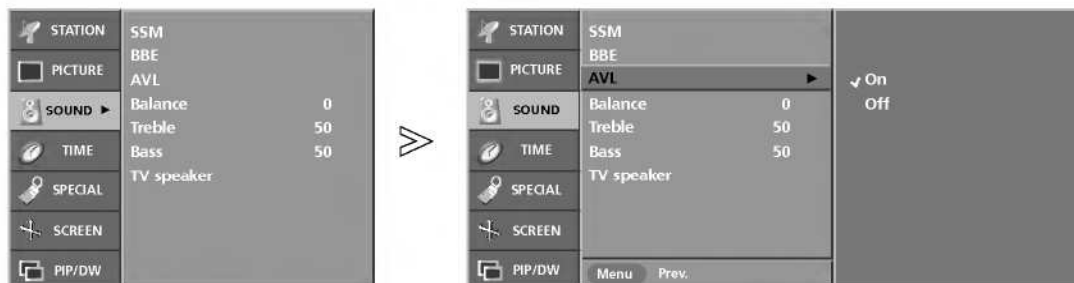 STATION
PICTURE
SOUND ►
TIME
SPECIAL
SCREEN
PIP/DW
SSM
BBE
AVL
Balance 0
Treble 50
Bass 50
TV speaker
STATION
PICTURE
SOUND
TIME
SPECIAL
SCREEN
PIP/DW
SSM
BBE
AVL ►
Balance 0
Treble 50
Bass 50
TV speaker
Menu Prev.
✓ On
Off